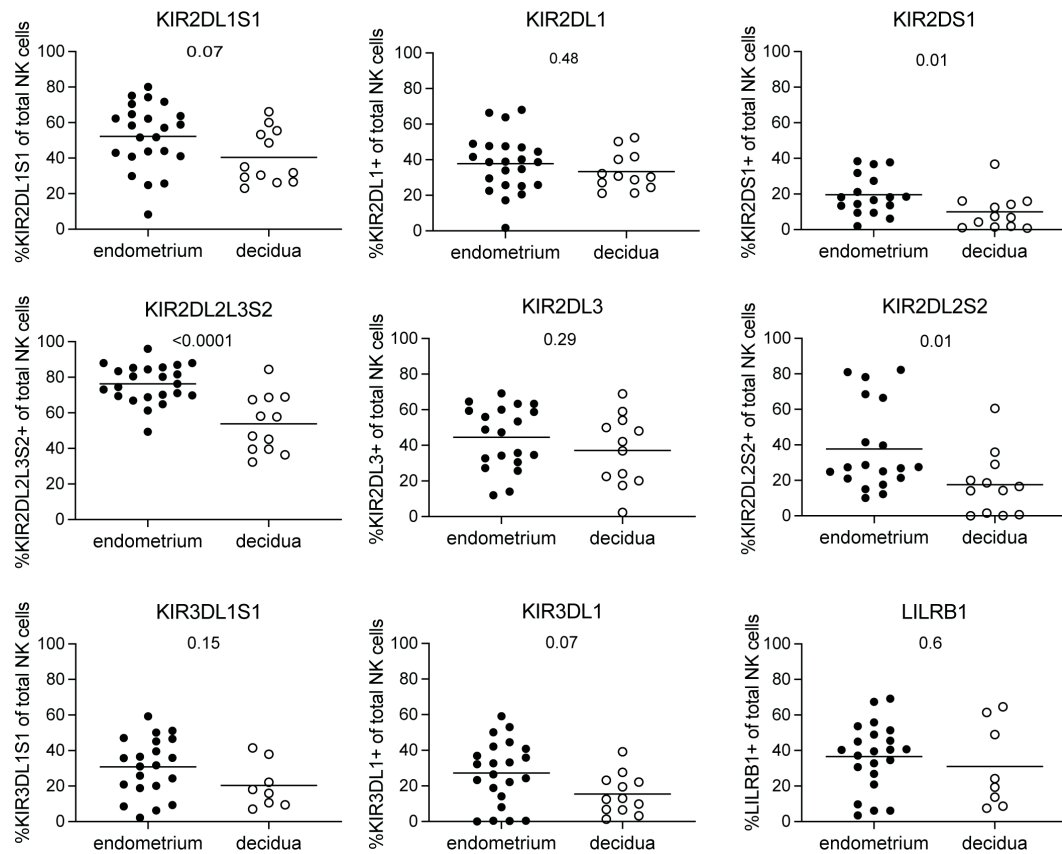 KIR2DL1S1
0.07
%KIR2DL1S1 of total NK cells
100
80
60
40
20
0
endometrium
decidua
KIR2DL1
0.48
%KIR2DL1+ of total NK cells
100
80
60
40
20
0
endometrium
decidua
KIR2DS1
0.01
%KIR2DS1+ of total NK cells
100
80
60
40
20
0
endometrium
decidua
KIR2DL2L3S2
<0.0001
%KIR2DL2L3S2+ of total NK cells
100
80
60
40
20
0
endometrium
decidua
KIR2DL3
0.29
%KIR2DL3+ of total NK cells
100
80
60
40
20
0
endometrium
decidua
KIR2DL2S2
0.01
%KIR2DL2S2+ of total NK cells
100
80
60
40
20
0
endometrium
decidua
KIR3DL1S1
0.15
%KIR3DL1S1 of total NK cells
100
80
60
40
20
0
endometrium
decidua
KIR3DL1
0.07
%KIR3DL1+ of total NK cells
100
80
60
40
20
0
endometrium
decidua
LILRB1
0.6
%LILRB1+ of total NK cells
100
80
60
40
20
0
endometrium
decidua